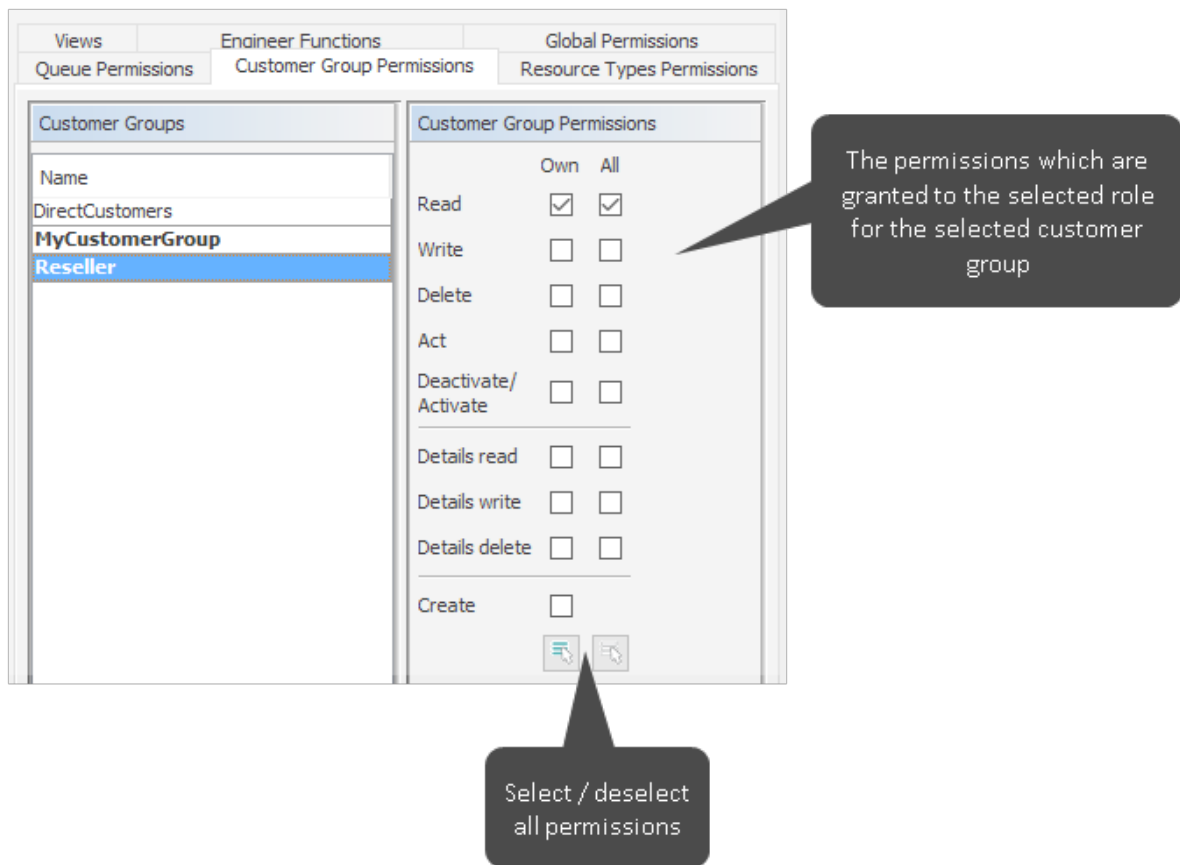 Views Engineer Functions Global Permissions
Queue Permissions Customer Group Permissions Resource Types Permissions
Customer Groups
Name
DirectCustomers
MyCustomerGroup
Reseller
Customer Group Permissions
Own All
Read
Write
Delete
Act
Deactivate/
Activate
Details read
Details write
Details delete
Create
The permissions which are
granted to the selected role
for the selected customer
group
Select / deselect
all permissions